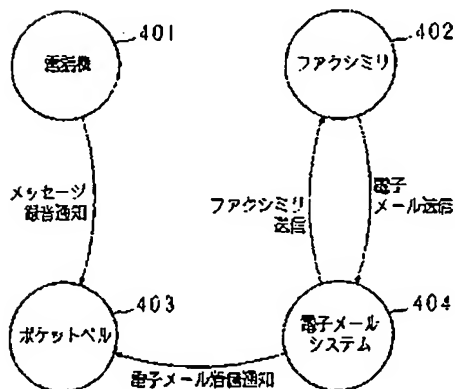 401
電話機
402
ファクシミリ
メッセージ
録音通知
ファクシミリ
送信
電子
メール送信
403
ポケットベル
404
電子メール
システム
電子メール着信通知